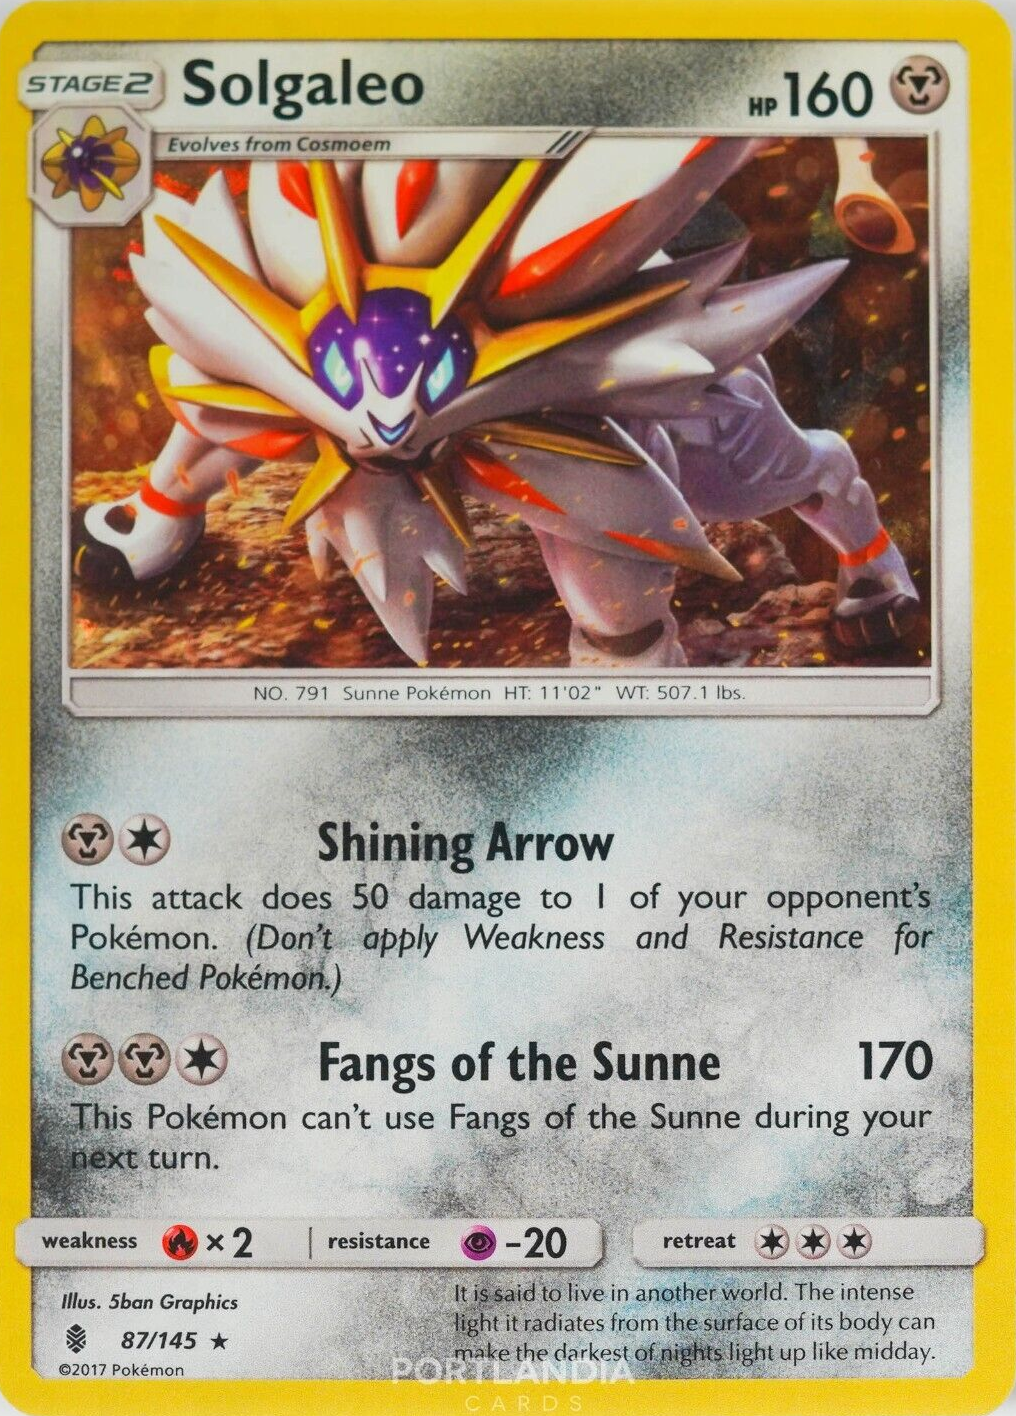 STAGE 2 Solgaleo HP 160
Evolves from Cosmoem
NO. 791 Sunne Pokémon HT: 11'02" WT: 507.1 lbs.
Shining Arrow
This attack does 50 damage to 1 of your opponent's
Pokémon. (Don't apply Weakness and Resistance for
Benched Pokémon.)
Fangs of the Sunne 170
This Pokémon can't use Fangs of the Sunne during your
next turn.
weakness ×2 | resistance -20 retreat
Illus. 5ban Graphics
87/145 ★
©2017 Pokémon
It is said to live in another world. The intense
light it radiates from the surface of its body can
make the darkest of nights light up like midday.
PORTLANDIA
CARDS